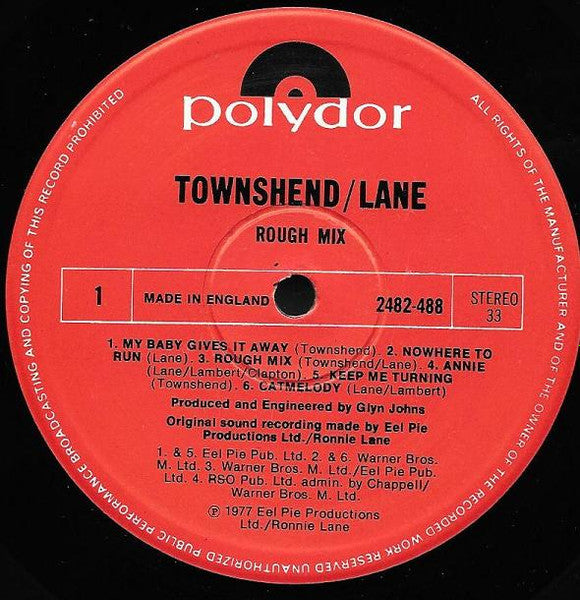 polydor
TOWNSHEND/LANE
ROUGH MIX
1
MADE IN ENGLAND
2482-488
STEREO
33
1. MY BABY GIVES IT AWAY (Townshend). 2. NOWHERE TO
RUN (Lane). 3. ROUGH MIX (Townshend/Lane). 4. ANNIE
(Lane/Lambert/Clapton). 5. KEEP ME TURNING
(Townshend). 6. CATMELODY (Lane/Lambert)
Produced and Engineered by Glyn Johns
Original sound recording made by Eel Pie
Productions Ltd./Ronnie Lane
1. & 5. Eel Pie Pub. Ltd. 2. & 6. Warner Bros.
M. Ltd. 3. Warner Bros. M. Ltd./Eel Pie Pub.
Ltd. 4. RSO Pub. Ltd. admin. by Chappell/
Warner Bros. M. Ltd.
℗ 1977 Eel Pie Productions
Ltd./Ronnie Lane
ALL RIGHTS OF THE MANUFACTURER AND OF THE OWNER OF THE RECORDED WORK RESERVED UNAUTHORIZED PUBLIC PERFORMANCE BROADCASTING AND COPYING OF THIS RECORD PROHIBITED